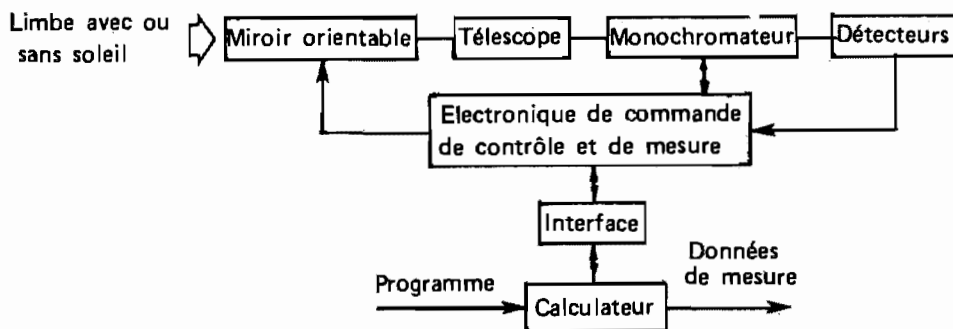 Limbe avec ou
sans soleil
Miroir orientable
Télescope
Monochromateur
Détecteurs
Electronique de commande
de contrôle et de mesure
Interface
Programme
Calculateur
Données
de mesure